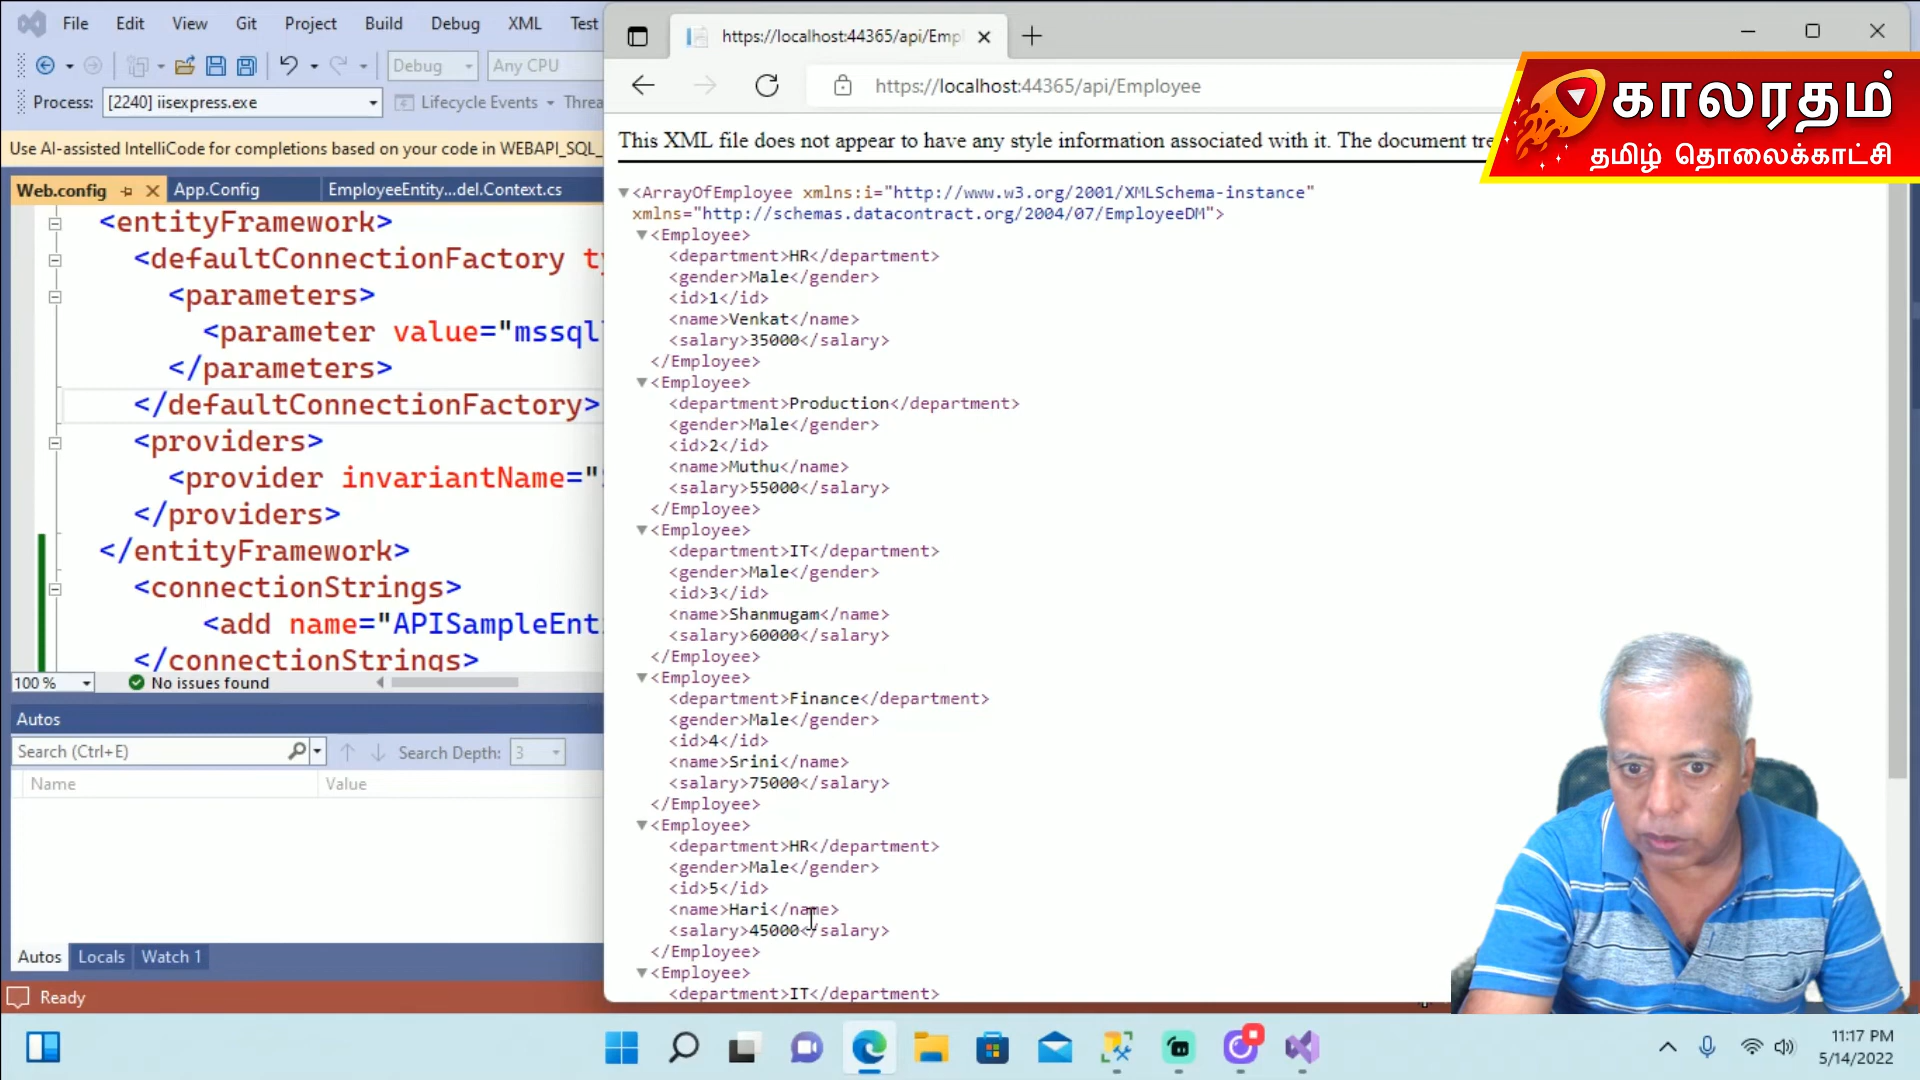 File Edit View Git Project Build Debug XML Test
Debug Any CPU
Process: [2240] iisexpress.exe Lifecycle Events
Use AI-assisted IntelliCode for completions based on your code in WEBAPI_SQL_
Web.config App.Config EmployeeEntity...del.Context.cs
<entityFramework>
<defaultConnectionFactory
<parameters>
<parameter value="mssql
</parameters>
</defaultConnectionFactory>
<providers>
<provider invariantName="
</providers>
</entityFramework>
<connectionStrings>
<add name="APISampleEnt
</connectionStrings>
100 % No issues found
Autos
Search (Ctrl+E) Search Depth: 3
Name Value
Autos Locals Watch 1
Ready
https://localhost:44365/api/Emp
https://localhost:44365/api/Employee
This XML file does not appear to have any style information associated with it. The document tre
<ArrayOfEmployee xmlns:i="http://www.w3.org/2001/XMLSchema-instance"
xmlns="http://schemas.datacontract.org/2004/07/EmployeeDM">
<Employee>
<department>HR</department>
<gender>Male</gender>
<id>1</id>
<name>Venkat</name>
<salary>35000</salary>
</Employee>
<Employee>
<department>Production</department>
<gender>Male</gender>
<id>2</id>
<name>Muthu</name>
<salary>55000</salary>
</Employee>
<Employee>
<department>IT</department>
<gender>Male</gender>
<id>3</id>
<name>Shanmugam</name>
<salary>60000</salary>
</Employee>
<Employee>
<department>Finance</department>
<gender>Male</gender>
<id>4</id>
<name>Srini</name>
<salary>75000</salary>
</Employee>
<Employee>
<department>HR</department>
<gender>Male</gender>
<id>5</id>
<name>Hari</name>
<salary>45000</salary>
</Employee>
<Employee>
<department>IT</department>
காலரதம்
தமிழ் தொலைக்காட்சி
11:17 PM
5/14/2022